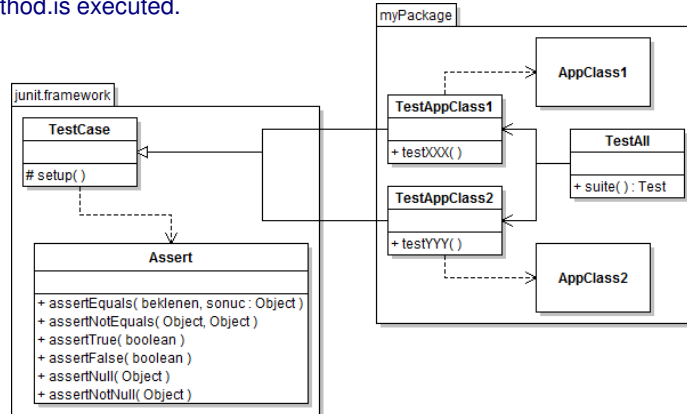 thod.is executed.
myPackage
AppClass1
TestAppClass1
+ testXXX( )
TestAll
+ suite( ) : Test
TestAppClass2
+ testYYY( )
AppClass2
junit.framework
TestCase
# setup( )
Assert
+ assertEquals( beklenen, sonuc : Object )
+ assertNotEquals( Object, Object )
+ assertTrue( boolean )
+ assertFalse( boolean )
+ assertNull( Object )
+ assertNotNull( Object )